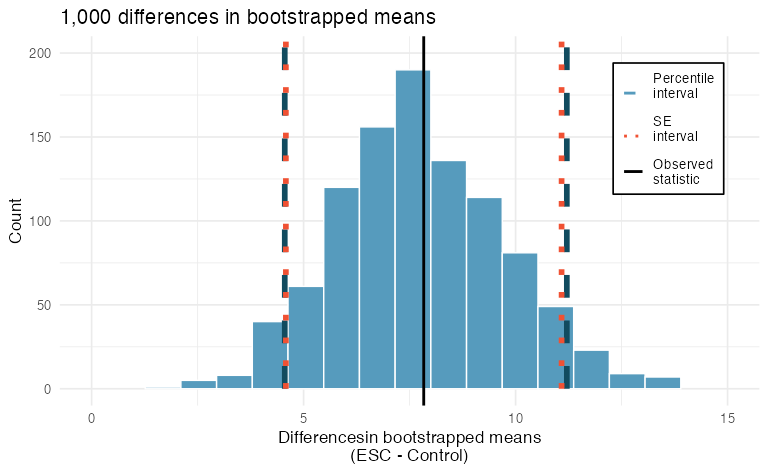 1,000 differences in bootstrapped means
200
150
100
50
0
Count
Percentile
interval
SE
interval
Observed
statistic
0
5
10
15
Differencesin bootstrapped means
(ESC - Control)